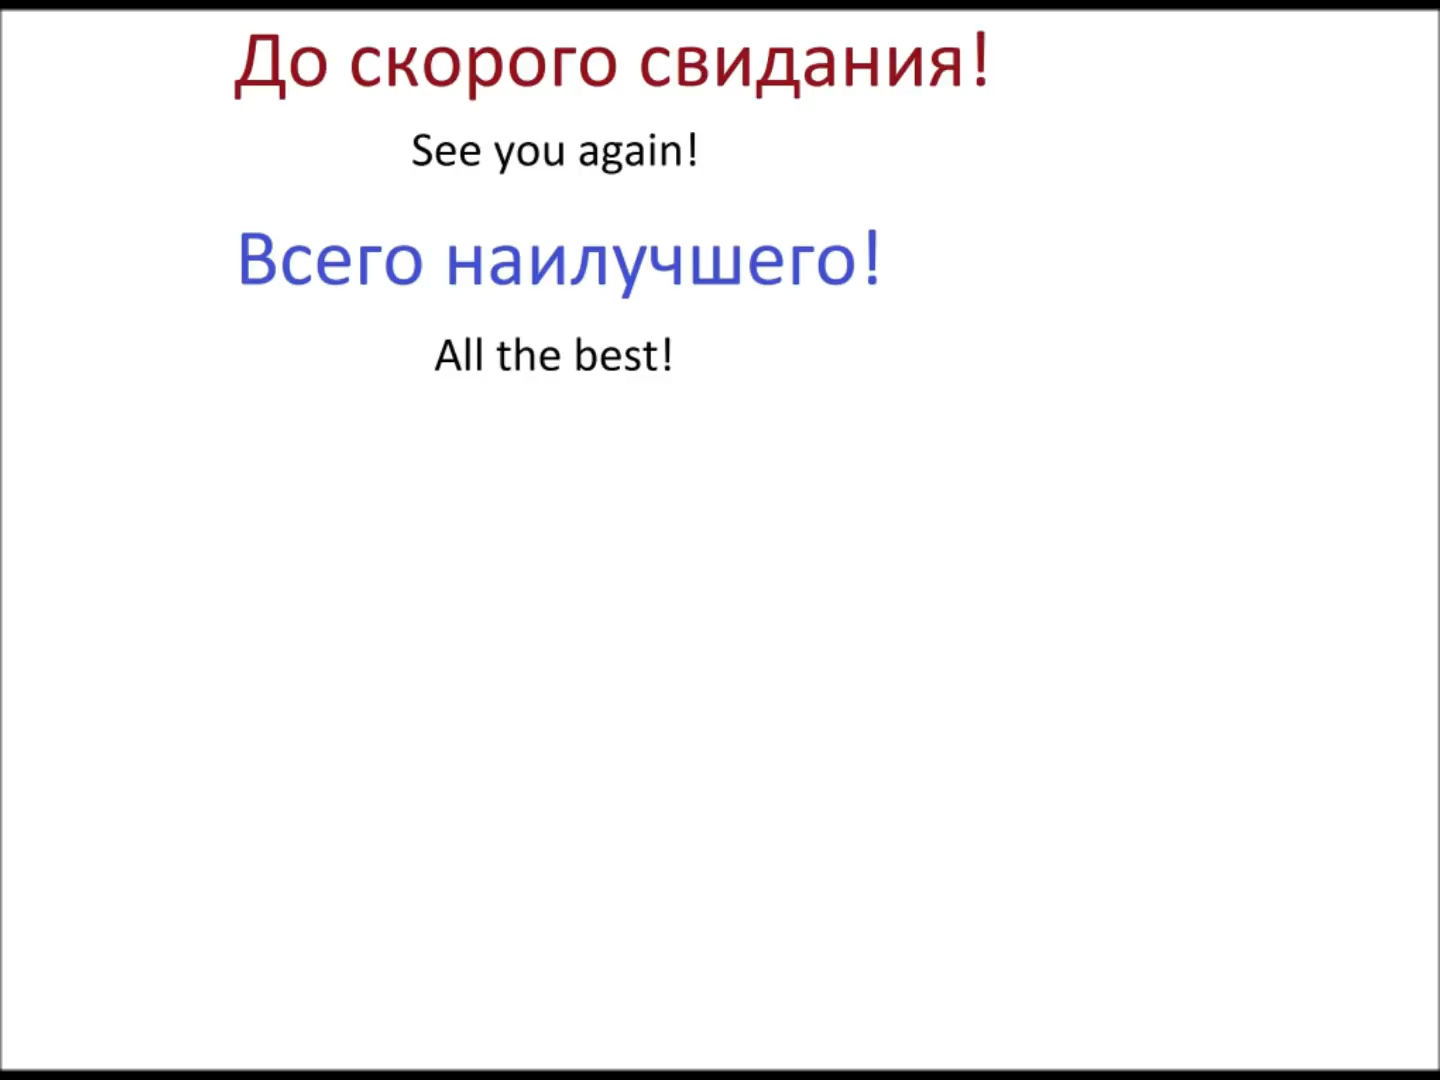 До скорого свидания!
See you again!
Всего наилучшего!
All the best!